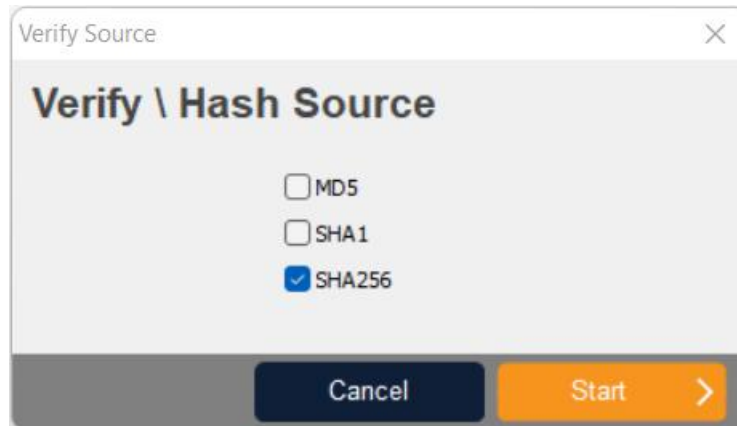 Verify Source
Verify \ Hash Source
MD5
SHA1
SHA256
Cancel
Start